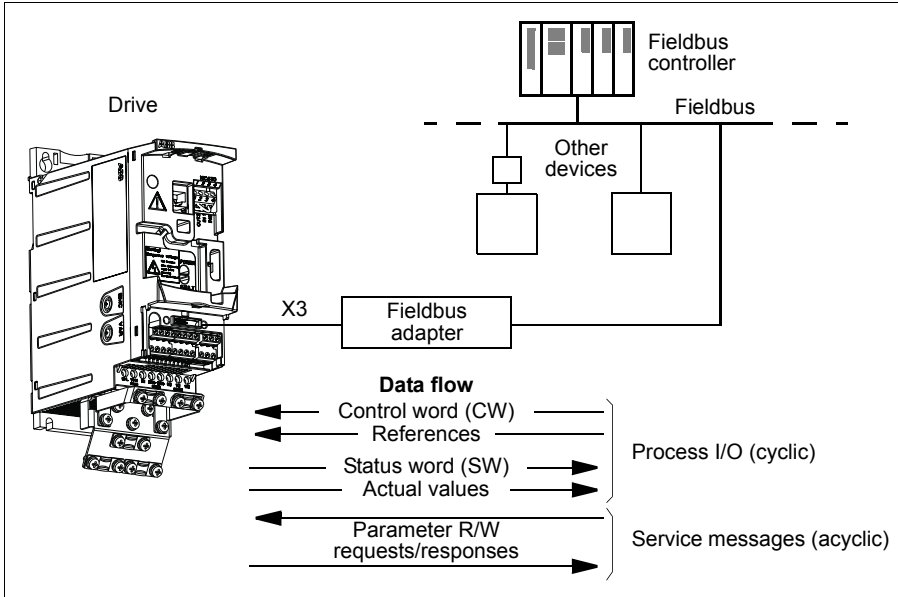 Fieldbus
controller
Drive
Fieldbus
Other
devices
X3
Fieldbus
adapter
Data flow
Control word (CW)
References
Process I/O (cyclic)
Status word (SW)
Actual values
Parameter R/W
requests/responses
Service messages (acyclic)